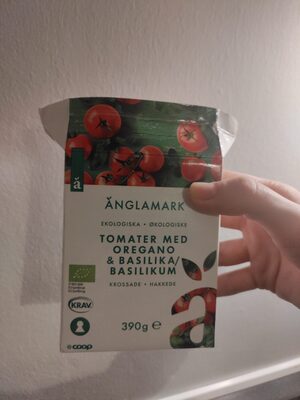 ÄNGLAMARK
EKOLOGISKA • ØKOLOGISKE
TOMATER MED
OREGANO
& BASILIKA/
BASILIKUM
KROSSADE • HAKKEDE
KRAV
390g e
coop
a